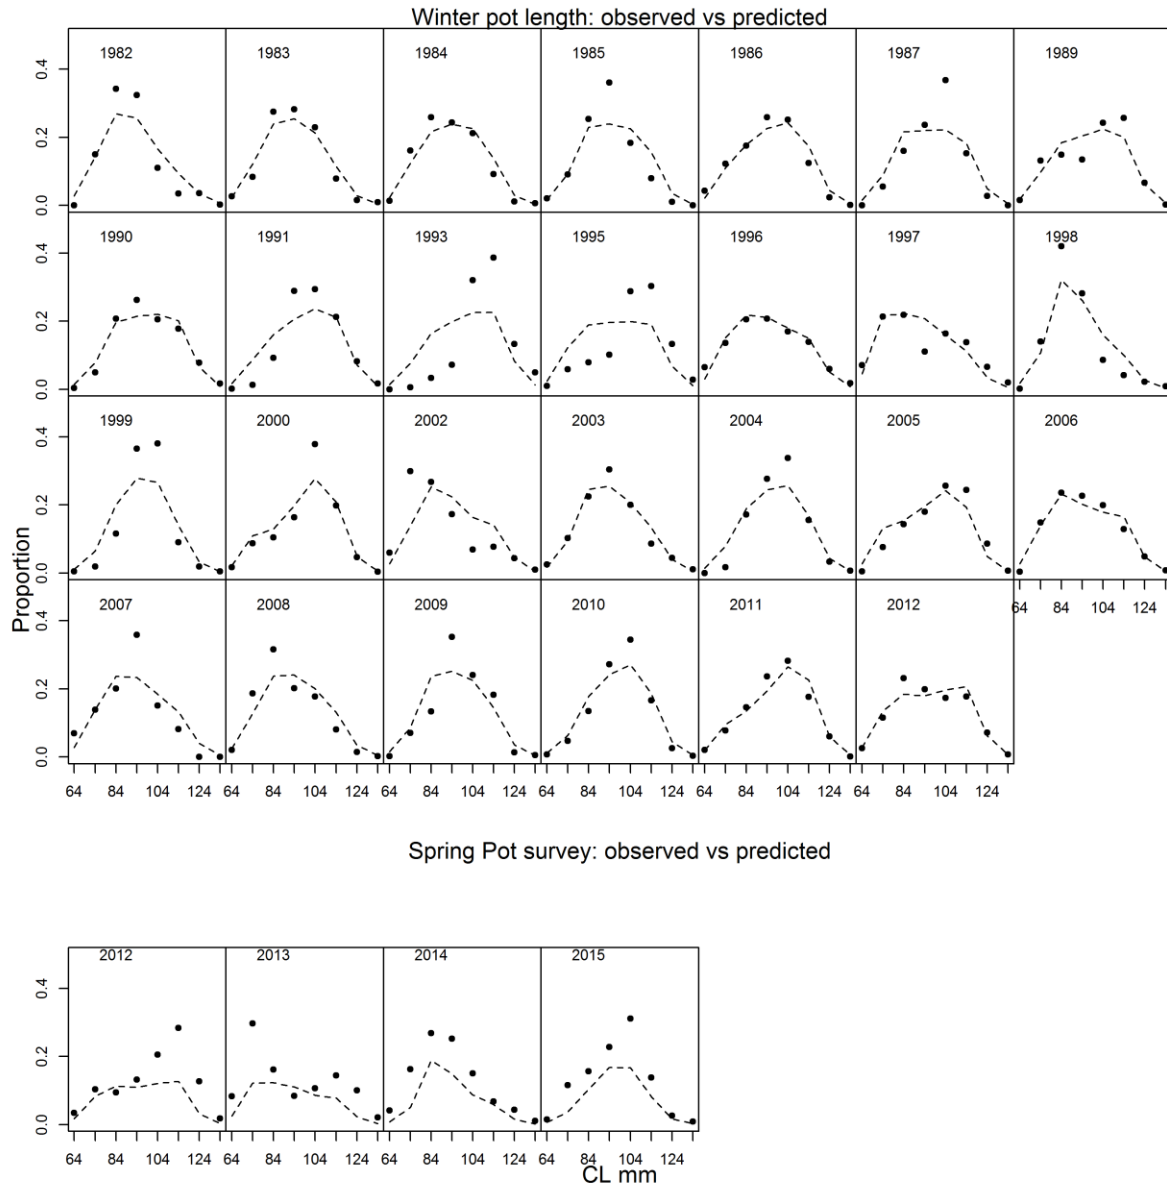 Winter pot length: observed vs predicted
1982 1983 1984 1985 1986 1987 1989
0.4
0.2
0.0
1990 1991 1993 1995 1996 1997 1998
0.4
0.2
0.0
1999 2000 2002 2003 2004 2005 2006
0.4
0.2
0.0
64 84 104 124
Proportion
2007 2008 2009 2010 2011 2012
0.4
0.2
0.0
64 84 104 124 64 84 104 124 64 84 104 124 64 84 104 124 64 84 104 124 64 84 104 124
Spring Pot survey: observed vs predicted
2012 2013 2014 2015
0.4
0.2
0.0
64 84 104 124 64 84 104 124 64 84 104 124 64 84 104 124
CL mm